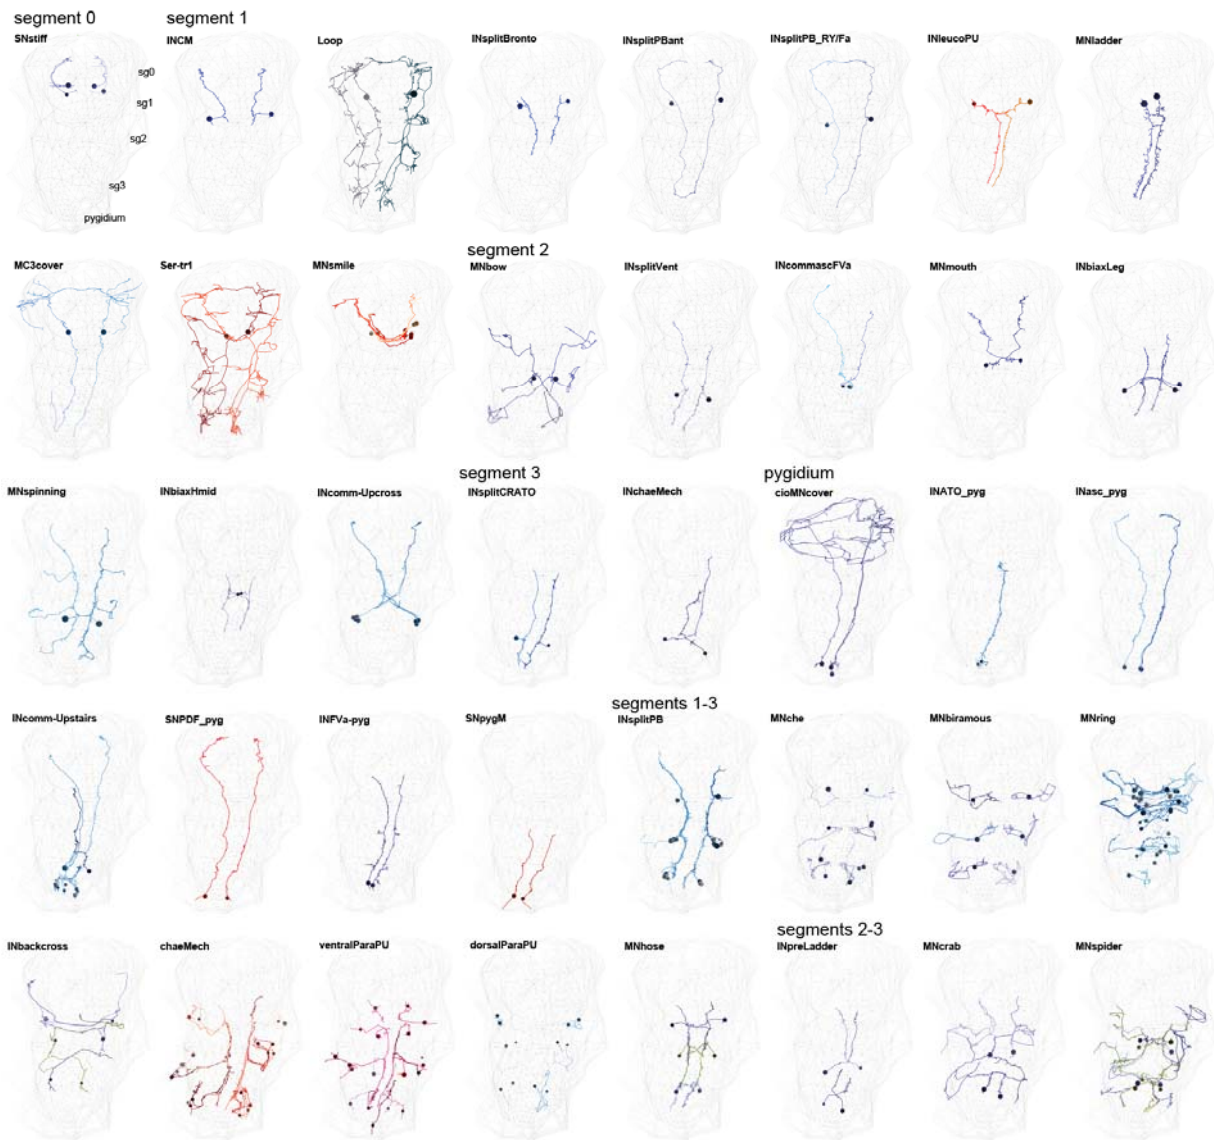 segment 0 segment 1
SNstiff INCM Loop INsplitBronto INsplitPBant INsplitPB_RY/Fa INleucoPU MNladder
sg0
sg1
sg2
sg3
pygidium
segment 2
MC3cover Ser-tr1 MNsmile MNbow INsplitVent INcommascFVa MNmouth INbiaxLeg
segment 3 pygidium
MNspinning INbiaxHmid INcomm-Upcross INsplitCRATO INchaeMech cioMNcover INATO_pyg INasc_pyg
segments 1-3
INcomm-Upstairs SNPDF_pyg INFVa-pyg SNpygM INsplitPB MNche MNbiramous MNring
segments 2-3
INbackcross chaeMech ventralParaPU dorsalParaPU MNhose INpreLadder MNcrab MNspider